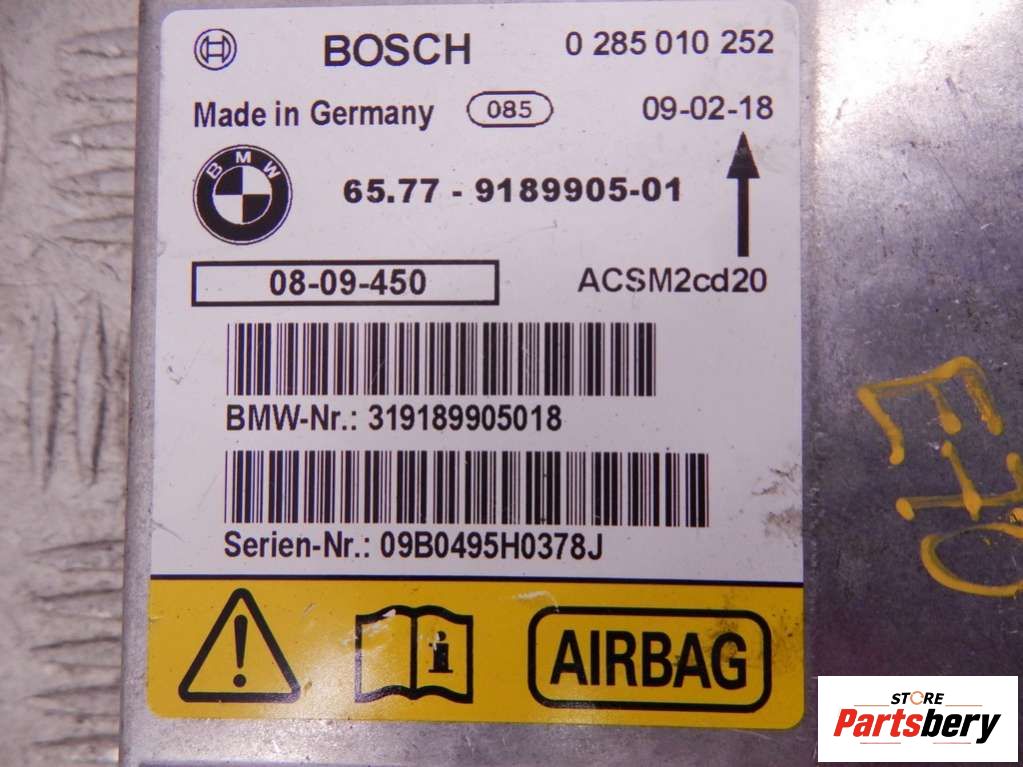 BOSCH 0 285 010 252
Made in Germany 085 09-02-18
BMW
65.77 - 9189905-01
08-09-450 ACSM2cd20
BMW-Nr.: 319189905018
Serien-Nr.: 09B0495H0378J
AIRBAG
STORE
Partsbery